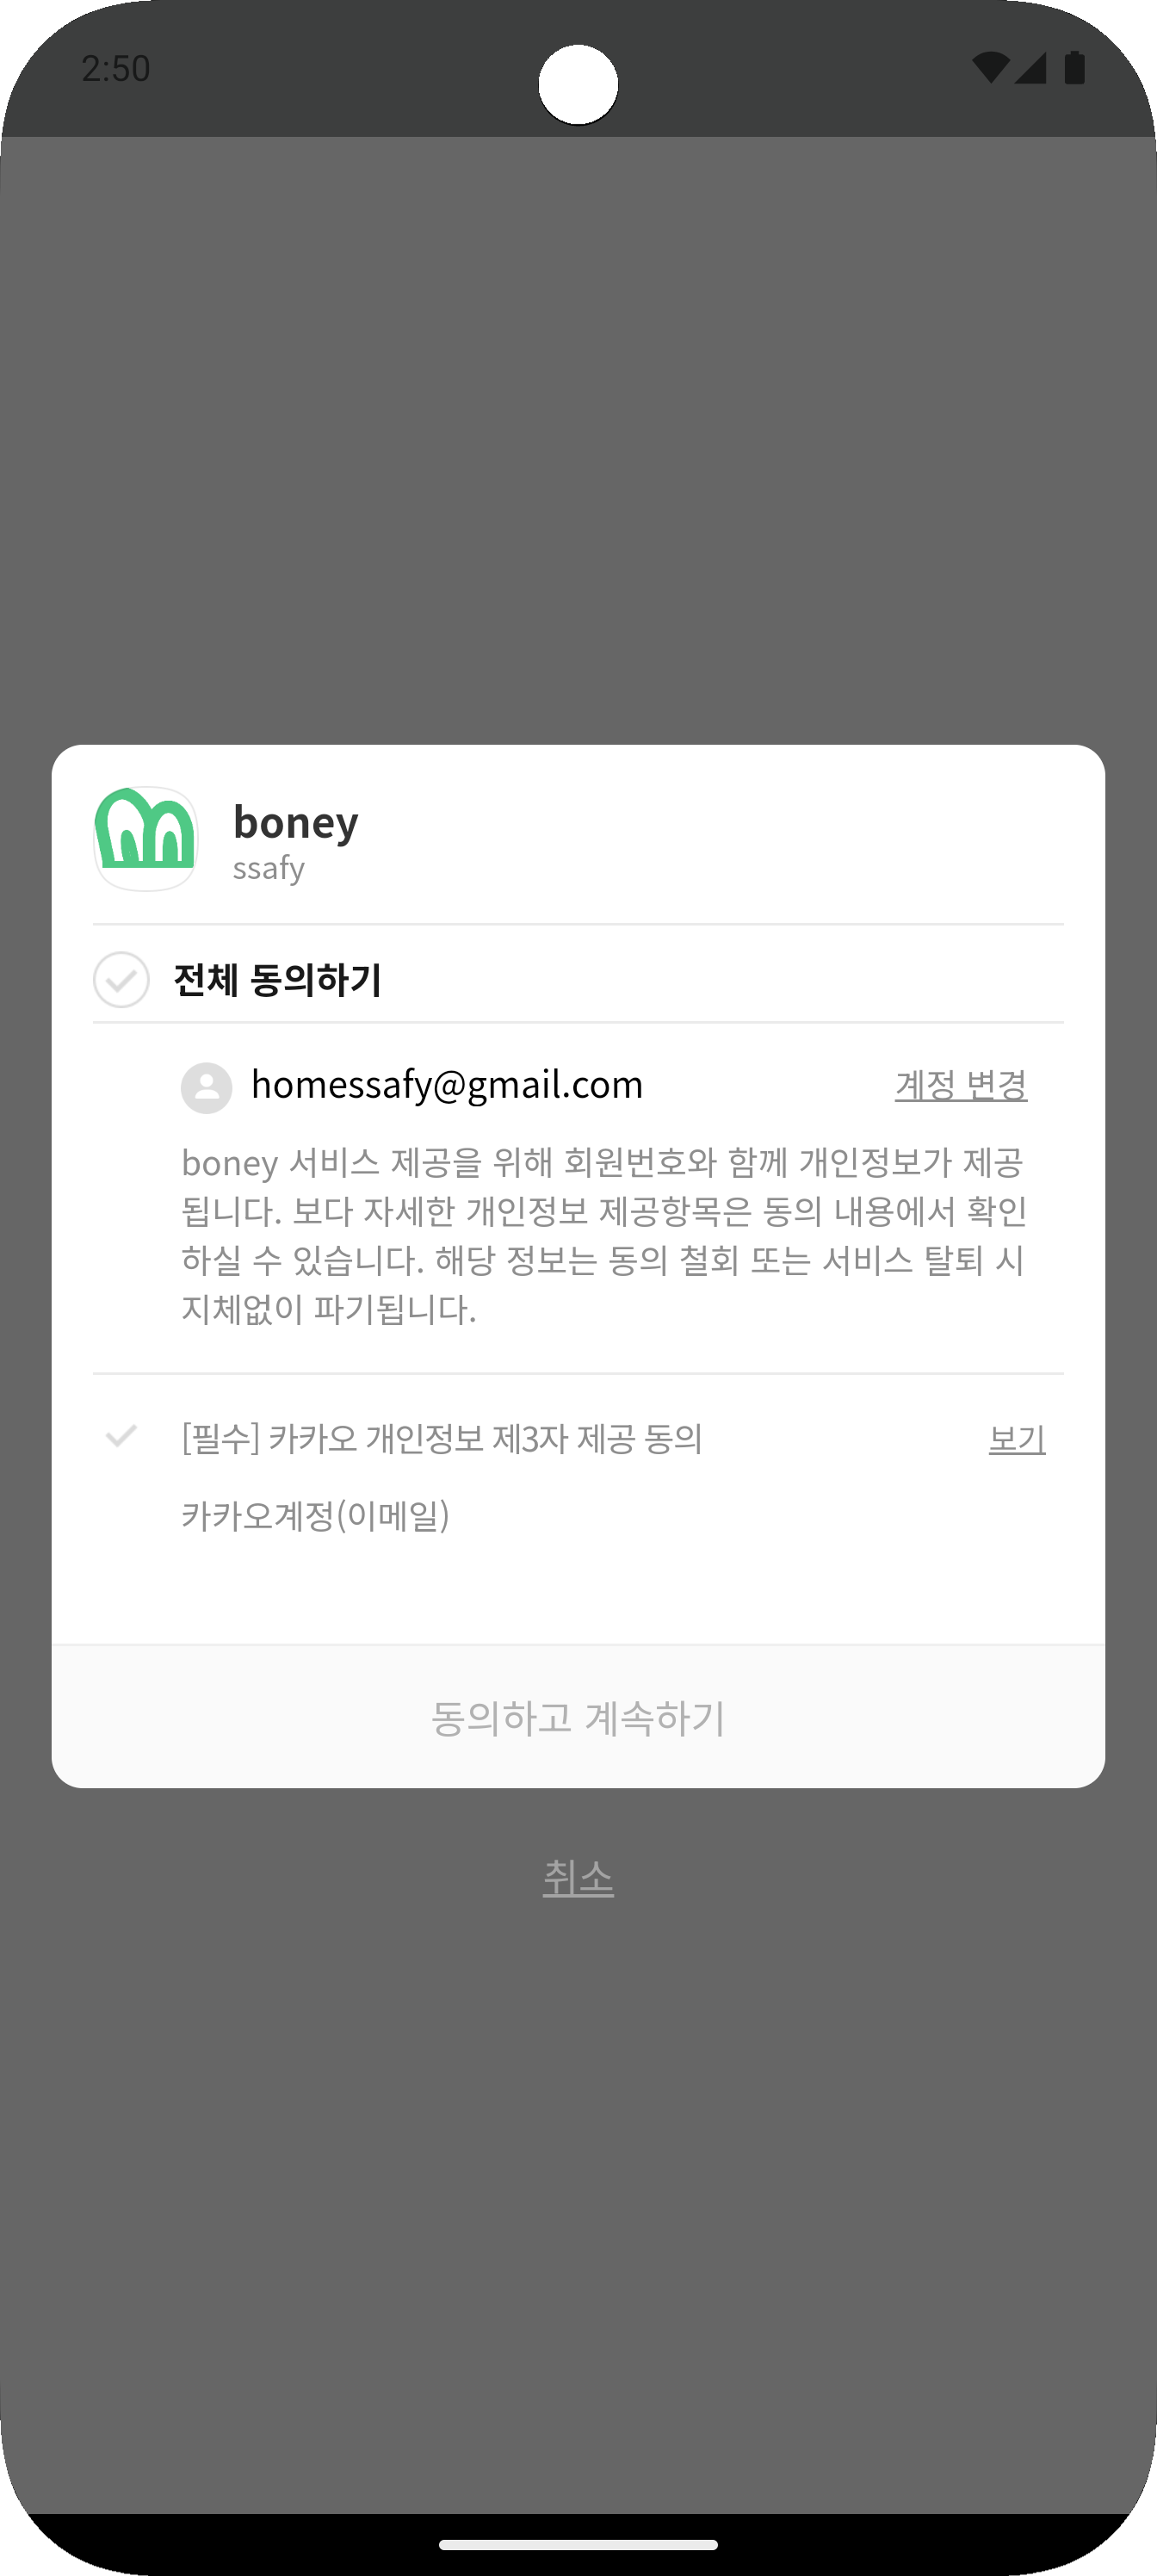 2:50
boney
ssafy
전체 동의하기
homessafy@gmail.com 계정 변경
boney 서비스 제공을 위해 회원번호와 함께 개인정보가 제공
됩니다. 보다 자세한 개인정보 제공항목은 동의 내용에서 확인
하실 수 있습니다. 해당 정보는 동의 철회 또는 서비스 탈퇴 시
지체없이 파기됩니다.
[필수] 카카오 개인정보 제3자 제공 동의 보기
카카오계정(이메일)
동의하고 계속하기
취소